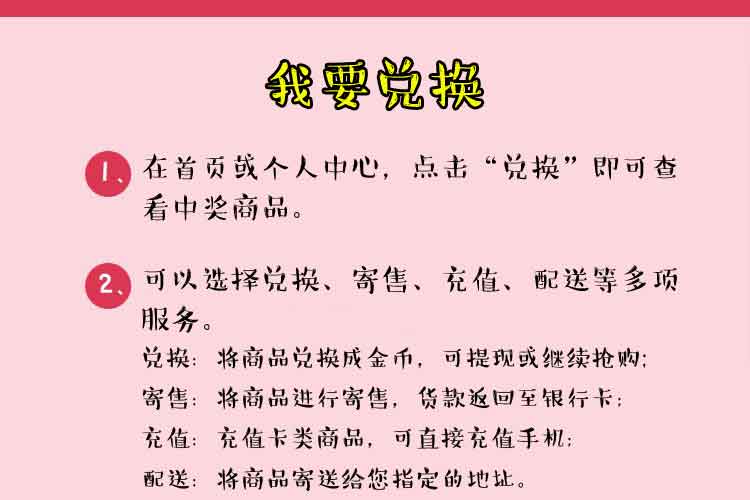 我要兑换
1、在首页或个人中心，点击“兑换”即可查
看中奖商品。
2、可以选择兑换、寄售、充值、配送等多项
服务。
兑换：将商品兑换成金币，可提现或继续抢购；
寄售：将商品进行寄售，货款返回至银行卡；
充值：充值卡类商品，可直接充值手机；
配送：将商品寄送给您指定的地址。